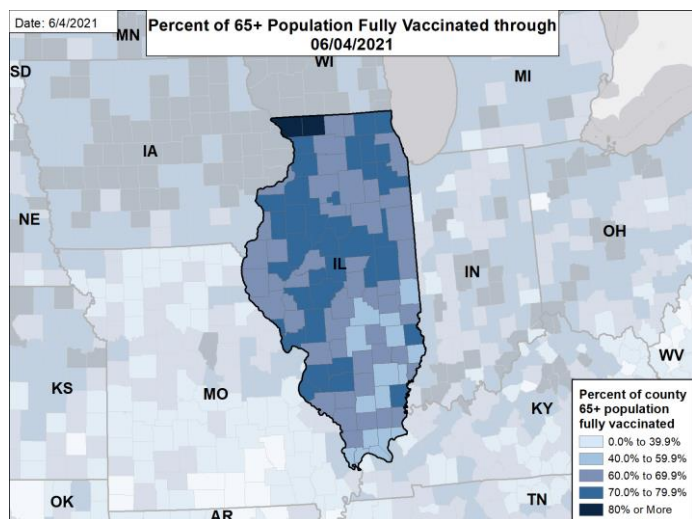 Date: 6/4/2021
Percent of 65+ Population Fully Vaccinated through
06/04/2021
MN
WI
SD
MI
IA
NE
OH
IL
IN
WV
KS
MO
KY
OK
AR
TN
Percent of county
65+ population
fully vaccinated
0.0% to 39.9%
40.0% to 59.9%
60.0% to 69.9%
70.0% to 79.9%
80% or More